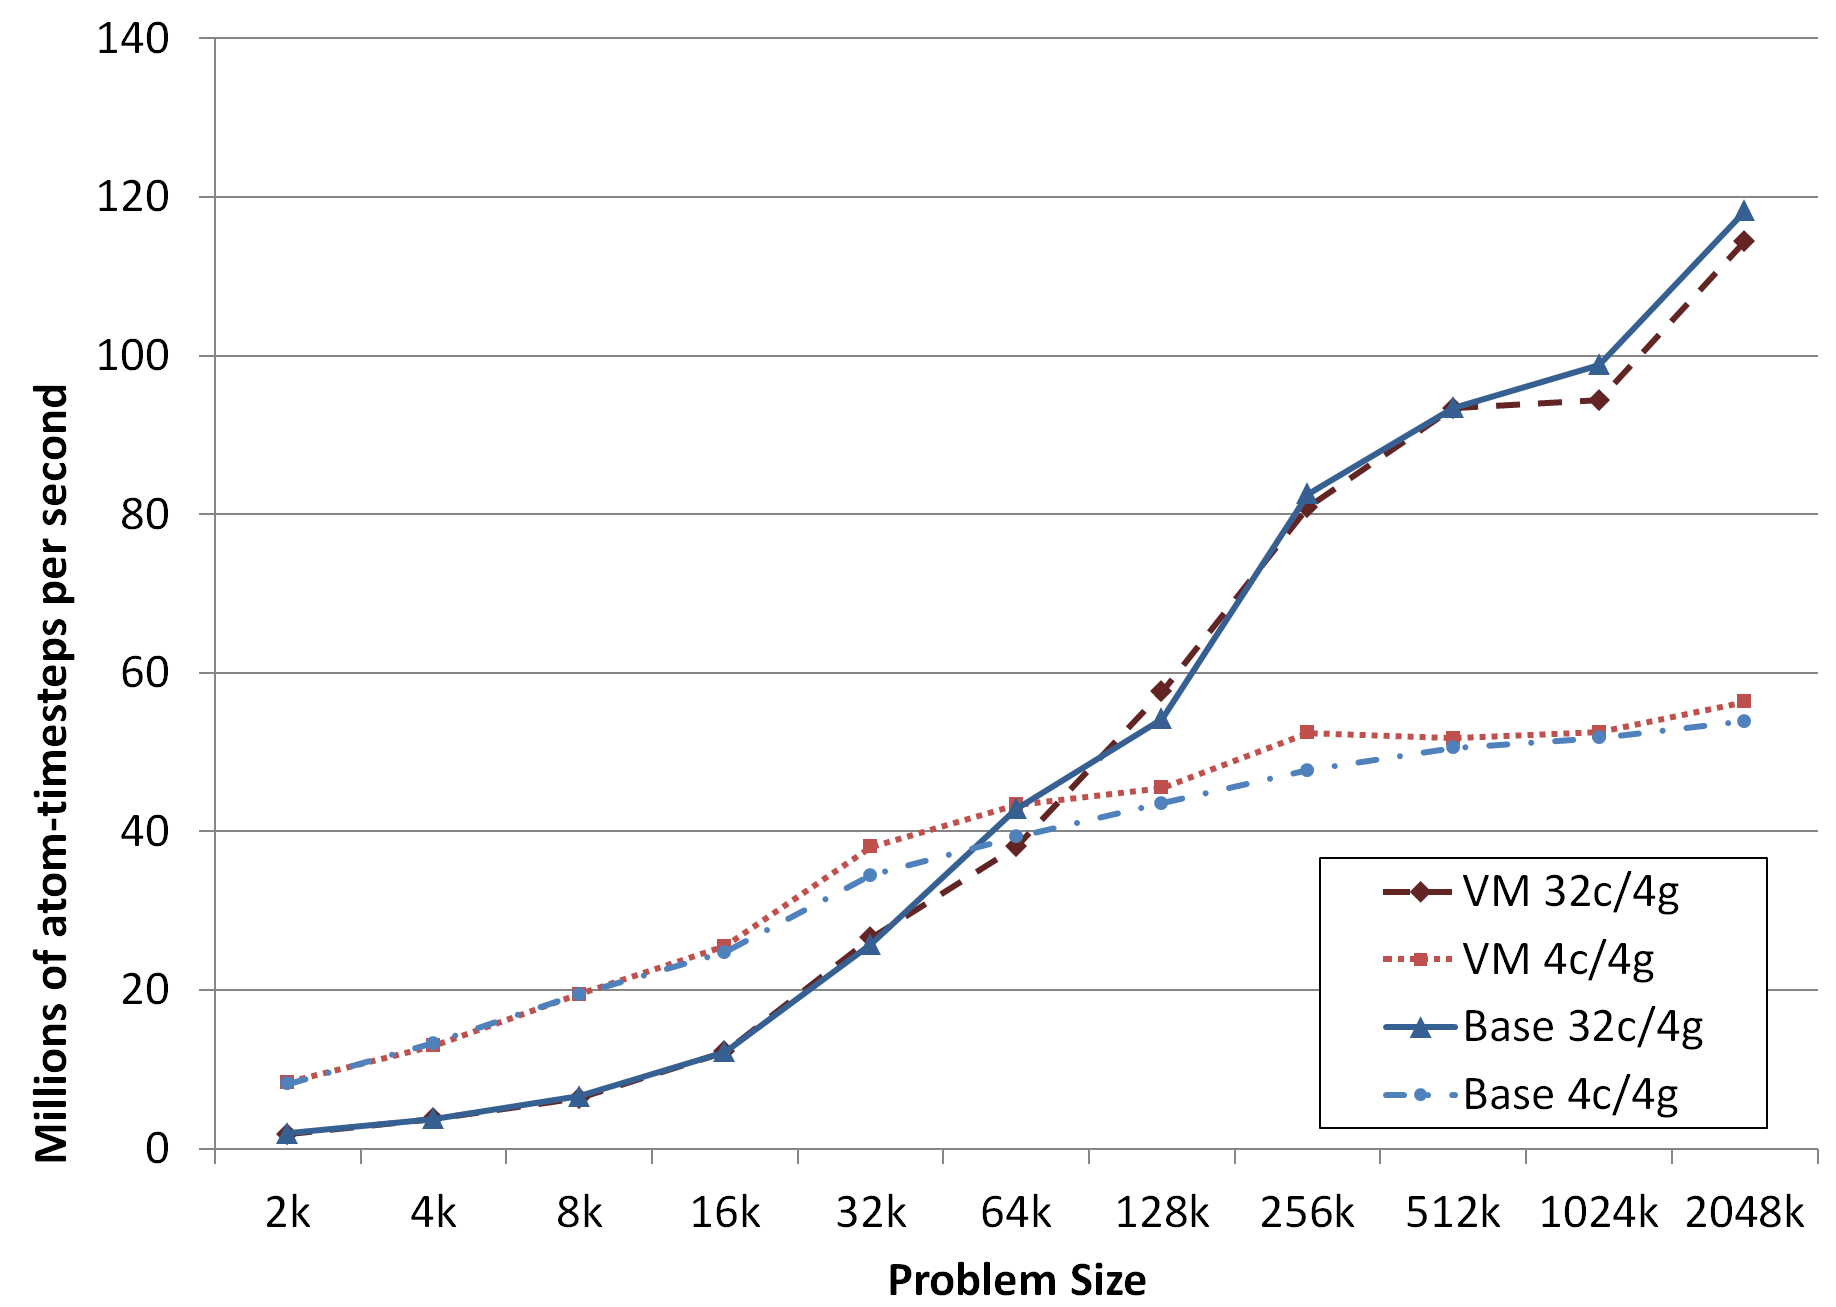 140
120
100
80
60
40
20
0
Millions of atom-timesteps per second
VM 32c/4g
VM 4c/4g
Base 32c/4g
Base 4c/4g
2k 4k 8k 16k 32k 64k 128k 256k 512k 1024k 2048k
Problem Size